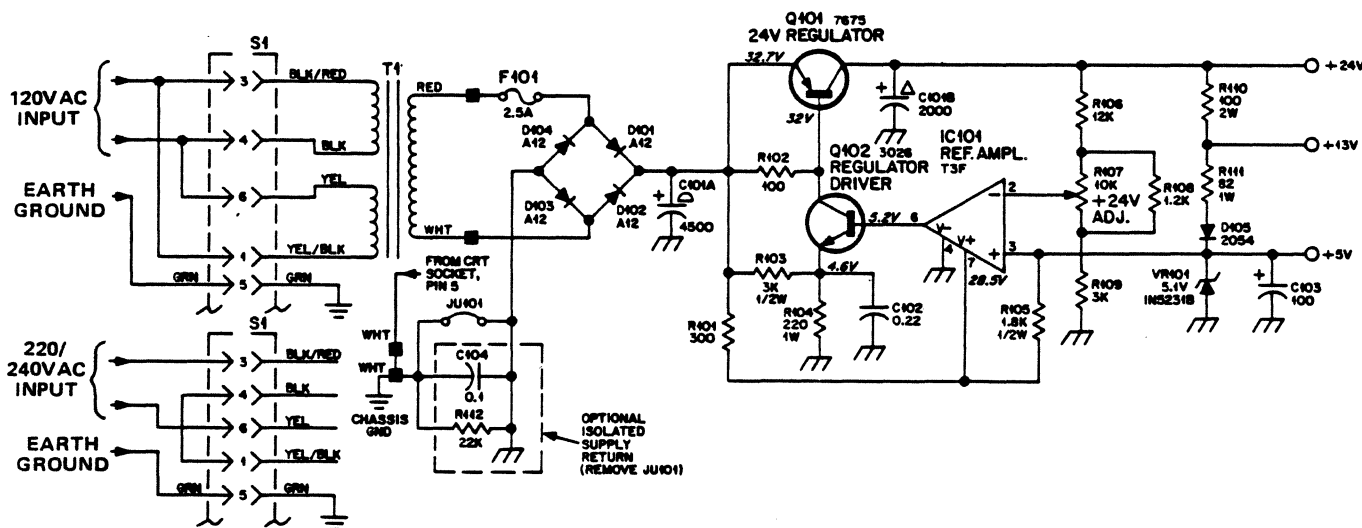 S1
120VAC
INPUT
3
BLK/RED
4
BLK
6
YEL
1
YEL/BLK
EARTH
GROUND
GRN
5
GRN
T1
RED
WHT
F101
2.5A
D104
A12
D101
A12
D103
A12
D102
A12
+ C101A
4500
Q101 7675
24V REGULATOR
32.7V
32V
+
C101B
2000
R102
100
Q102 3026
REGULATOR
DRIVER
5.2V
4.6V
IC101
REF. AMPL.
T3F
2
-
6
V-
4
V+
7
+
3
28.5V
R103
3K
1/2W
R104
220
1W
C102
0.22
R101
300
R105
1.8K
1/2W
R106
12K
R107
10K
+24V
ADJ.
R108
1.2K
R109
3K
R110
100
2W
R111
82
1W
D105
2054
VR101
5.1V
IN5231B
+
C103
100
+24V
+13V
+5V
FROM CRT
SOCKET,
PIN 5
JU101
WHT
WHT
CHASSIS
GND
C104
0.1
R112
22K
OPTIONAL
ISOLATED
SUPPLY
RETURN
(REMOVE JU101)
S1
220/
240VAC
INPUT
3
BLK/RED
4
BLK
6
YEL
1
YEL/BLK
EARTH
GROUND
GRN
5
GRN